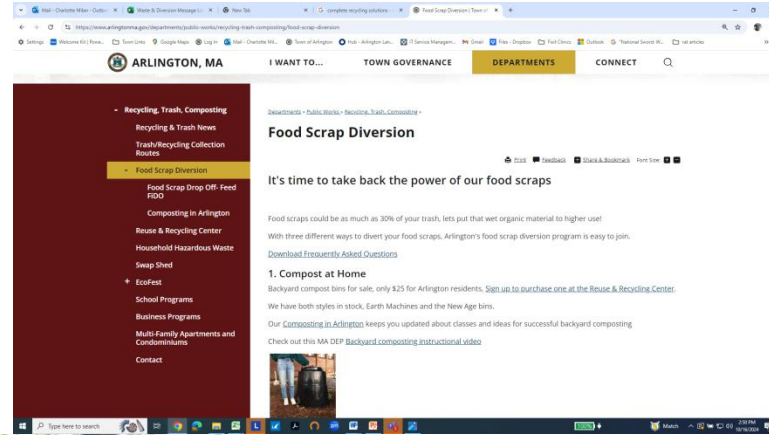 Mail - Charlotte Miller - Outlo
Waste & Diversion Message Lo
New Tab
complete recycling solutions -
Food Scrap Diversion | Town of
https://www.arlingtonma.gov/departments/public-works/recycling-trash-composting/food-scrap-diversion
Settings
Town Links
Google Maps
Log In
Town of Arlington
Gmail
Files - Dropbox
Outlook
ARLINGTON, MA
I WANT TO...
TOWN GOVERNANCE
DEPARTMENTS
CONNECT
- Recycling, Trash, Composting
Recycling & Trash News
Trash/Recycling Collection
Routes
- Food Scrap Diversion
Food Scrap Drop Off- Feed
FiDO
Composting in Arlington
Reuse & Recycling Center
Household Hazardous Waste
Swap Shed
+ EcoFest
School Programs
Business Programs
Multi-Family Apartments and
Condominiums
Contact
Departments » Public Works » Recycling, Trash, Composting »
Food Scrap Diversion
Print Feedback Share & Bookmark Font Size: + -
It's time to take back the power of our food scraps
Food scraps could be as much as 30% of your trash, lets put that wet organic material to higher use!
With three different ways to divert your food scraps, Arlington's food scrap diversion program is easy to join.
Download Frequently Asked Questions
1. Compost at Home
Backyard compost bins for sale, only $25 for Arlington residents, Sign up to purchase one at the Reuse & Recycling Center.
We have both styles in stock, Earth Machines and the New Age bins.
Our Composting in Arlington keeps you updated about classes and ideas for successful backyard composting
Check out this MA DEP Backyard composting instructional video
Type here to search
100%
Match
2:50 PM
10/16/2024